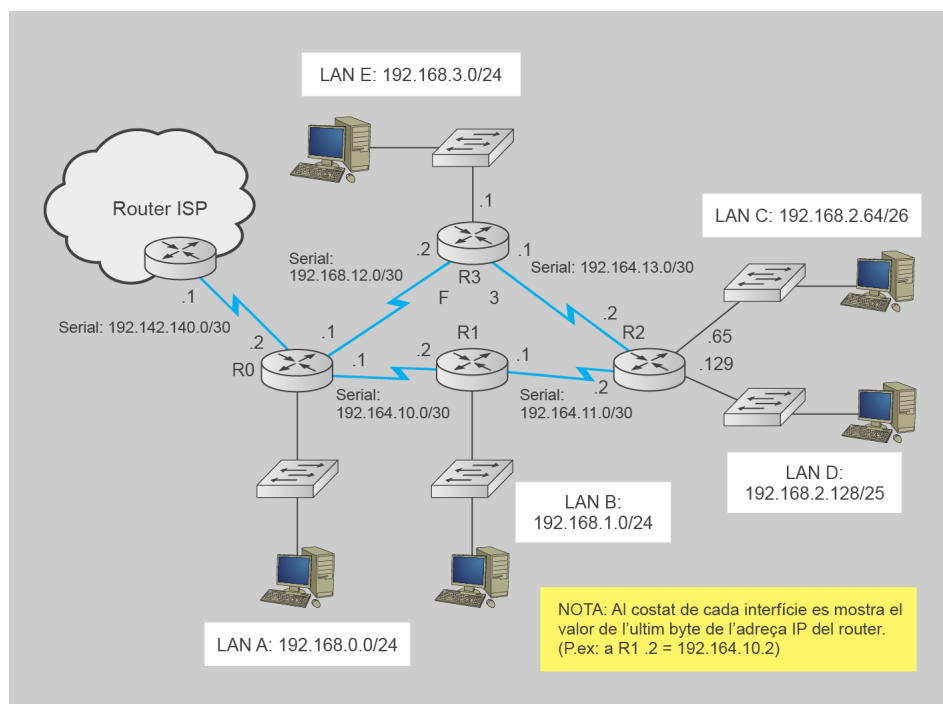 LAN E: 192.168.3.0/24
Router ISP
.1
LAN C: 192.168.2.64/26
.1
.2
.1
Serial:
192.168.12.0/30
Serial: 192.164.13.0/30
R3
F
3
Serial: 192.142.140.0/30
.2
.1
.2
R2
R0
.1
.2
R1
.1
.2
.65
.129
Serial:
192.164.10.0/30
Serial:
192.164.11.0/30
LAN D:
192.168.2.128/25
LAN B:
192.168.1.0/24
LAN A: 192.168.0.0/24
NOTA: Al costat de cada interfície es mostra el
valor de l’ultim byte de l’adreça IP del router.
(P.ex: a R1 .2 = 192.164.10.2)